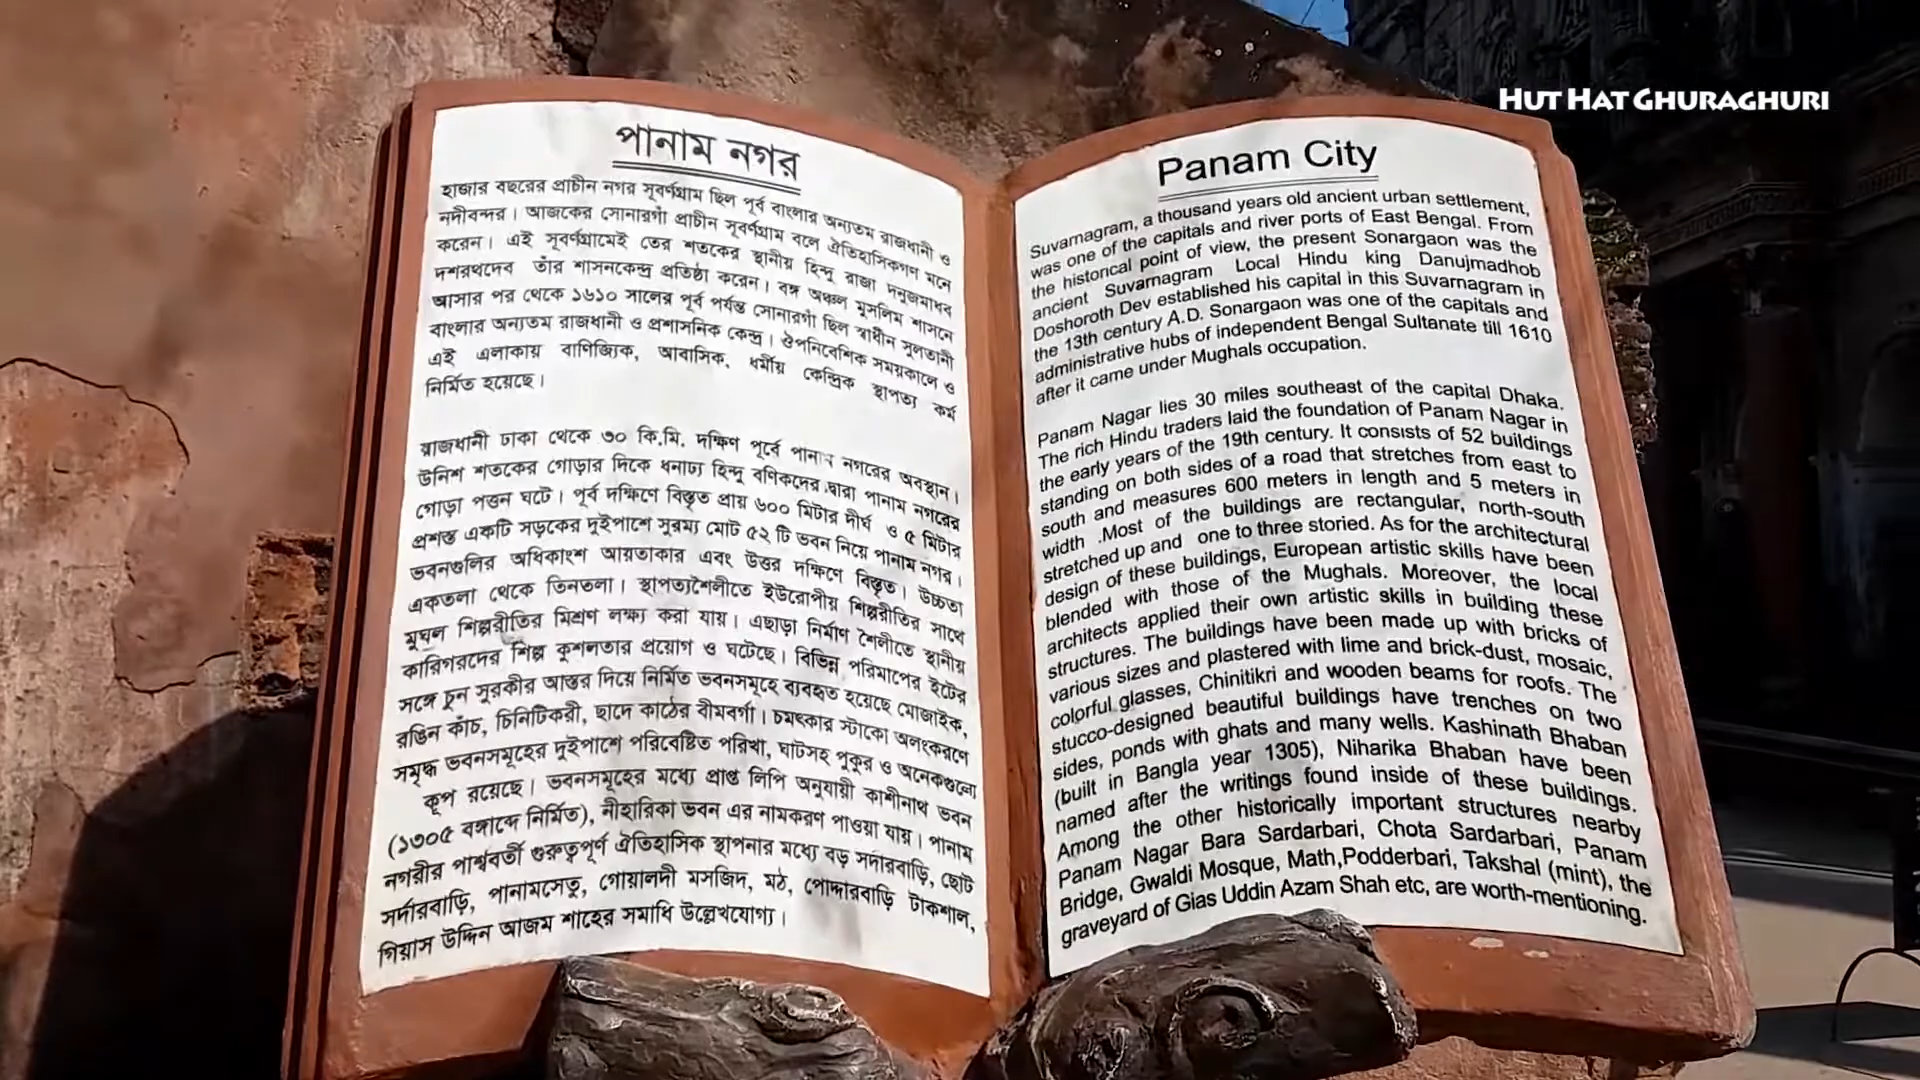 পানাম নগর
হাজার বছরের প্রাচীন নগর সূবর্ণগ্রাম ছিল পূর্ব বাংলার অন্যতম রাজধানী ও
নদীবন্দর। আজকের সোনারগাঁ প্রাচীন সূবর্ণগ্রাম বলে ঐতিহাসিকগণ মনে
করেন। এই সূবর্ণগ্রামেই তের শতকের স্থানীয় হিন্দু রাজা দনুজমাধব
দশরথদেব তাঁর শাসনকেন্দ্র প্রতিষ্ঠা করেন। বঙ্গ অঞ্চল মুসলিম শাসনে
আসার পর থেকে ১৬১০ সালের পূর্ব পর্যন্ত সোনারগাঁ ছিল স্বাধীন সুলতানী
বাংলার অন্যতম রাজধানী ও প্রশাসনিক কেন্দ্র। ঔপনিবেশিক সময়কালে ও
এই এলাকায় বাণিজ্যিক, আবাসিক, ধর্মীয় কেন্দ্রিক স্থাপত্য কর্ম
নির্মিত হয়েছে।
রাজধানী ঢাকা থেকে ৩০ কি.মি. দক্ষিণ পূর্বে পানাম নগরের অবস্থান।
উনিশ শতকের গোড়ার দিকে ধনাঢ্য হিন্দু বণিকদের দ্বারা পানাম নগরের
গোড়া পত্তন ঘটে। পূর্ব দক্ষিণে বিস্তৃত প্রায় ৬০০ মিটার দীর্ঘ ও ৫ মিটার
প্রশস্ত একটি সড়কের দুইপাশে সুরম্য মোট ৫২ টি ভবন নিয়ে পানাম নগর।
ভবনগুলির অধিকাংশ আয়তাকার এবং উত্তর দক্ষিণে বিস্তৃত। উচ্চতা
একতলা থেকে তিনতলা। স্থাপত্যশৈলীতে ইউরোপীয় শিল্পরীতির সাথে
মুঘল শিল্পরীতির মিশ্রণ লক্ষ্য করা যায়। এছাড়া নির্মাণ শৈলীতে স্থানীয়
কারিগরদের শিল্প কুশলতার প্রয়োগ ও ঘটেছে। বিভিন্ন পরিমাপের ইটের
সঙ্গে চুন সুরকীর আস্তর দিয়ে নির্মিত ভবনসমূহে ব্যবহৃত হয়েছে মোজাইক,
রঙিন কাঁচ, চিনিটিকরী, ছাদে কাঠের বীমবর্গা। চমৎকার স্টাকো অলংকরণে
সমৃদ্ধ ভবনসমূহের দুইপাশে পরিবেষ্টিত পরিখা, ঘাটসহ পুকুর ও অনেকগুলো
কূপ রয়েছে। ভবনসমূহের মধ্যে প্রাপ্ত লিপি অনুযায়ী কাশীনাথ ভবন
(১৩০৫ বঙ্গাব্দে নির্মিত), নীহারিকা ভবন এর নামকরণ পাওয়া যায়। পানাম
নগরীর পার্শ্ববর্তী গুরুত্বপূর্ণ ঐতিহাসিক স্থাপনার মধ্যে বড় সর্দারবাড়ি, ছোট
সর্দারবাড়ি, পানামসেতু, গোয়ালদী মসজিদ, মঠ, পোদ্দারবাড়ি টাকশাল,
গিয়াস উদ্দিন আজম শাহের সমাধি উল্লেখযোগ্য।
Panam City
Suvarnagram, a thousand years old ancient urban settlement,
was one of the capitals and river ports of East Bengal. From
the historical point of view, the present Sonargaon was the
ancient Suvarnagram Local Hindu king Danujmadhob
Doshoroth Dev established his capital in this Suvarnagram in
the 13th century A.D. Sonargaon was one of the capitals and
administrative hubs of independent Bengal Sultanate till 1610
after it came under Mughals occupation.
Panam Nagar lies 30 miles southeast of the capital Dhaka.
The rich Hindu traders laid the foundation of Panam Nagar in
the early years of the 19th century. It consists of 52 buildings
standing on both sides of a road that stretches from east to
south and measures 600 meters in length and 5 meters in
width .Most of the buildings are rectangular, north-south
stretched up and one to three storied. As for the architectural
design of these buildings, European artistic skills have been
blended with those of the Mughals. Moreover, the local
architects applied their own artistic skills in building these
structures. The buildings have been made up with bricks of
various sizes and plastered with lime and brick-dust, mosaic,
colorful glasses, Chinitikri and wooden beams for roofs. The
stucco-designed beautiful buildings have trenches on two
sides, ponds with ghats and many wells. Kashinath Bhaban
(built in Bangla year 1305), Niharika Bhaban have been
named after the writings found inside of these buildings.
Among the other historically important structures nearby
Panam Nagar Bara Sardarbari, Chota Sardarbari, Panam
Bridge, Gwaldi Mosque, Math,Podderbari, Takshal (mint), the
graveyard of Gias Uddin Azam Shah etc, are worth-mentioning.
HUT HAT GHURAGHURI